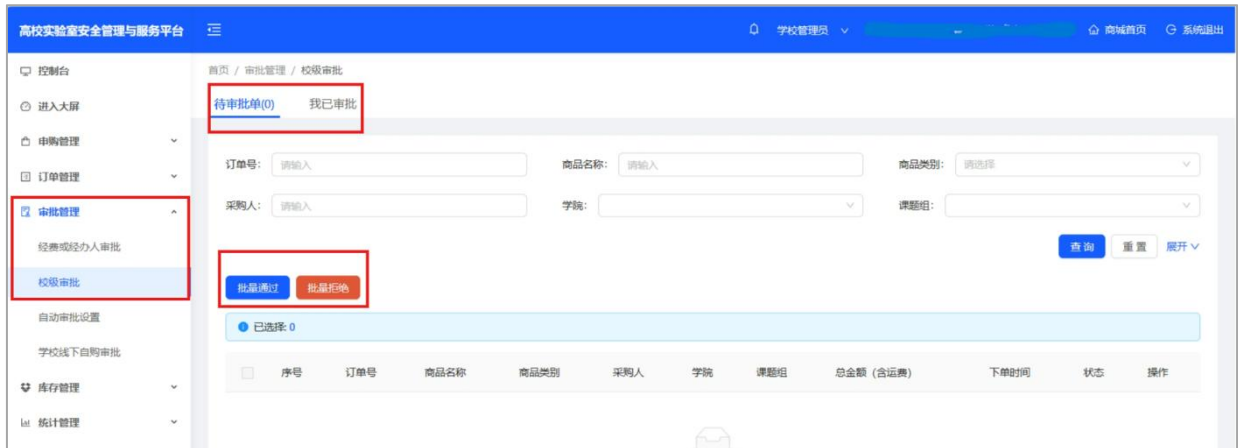 高校实验室安全管理与服务平台 学校管理员 商城首页 系统退出
控制台
进入大屏
申购管理
订单管理
审批管理
经费或经办人审批
校级审批
自动审批设置
学校线下自购审批
库存管理
统计管理
首页 / 审批管理 / 校级审批
待审批单(0) 我已审批
订单号: 请输入 商品名称: 请输入 商品类别: 请选择
采购人: 请输入 学院: 课题组:
查询 重置 展开
批量通过 批量拒绝
已选择: 0
序号 订单号 商品名称 商品类别 采购人 学院 课题组 总金额（含运费） 下单时间 状态 操作